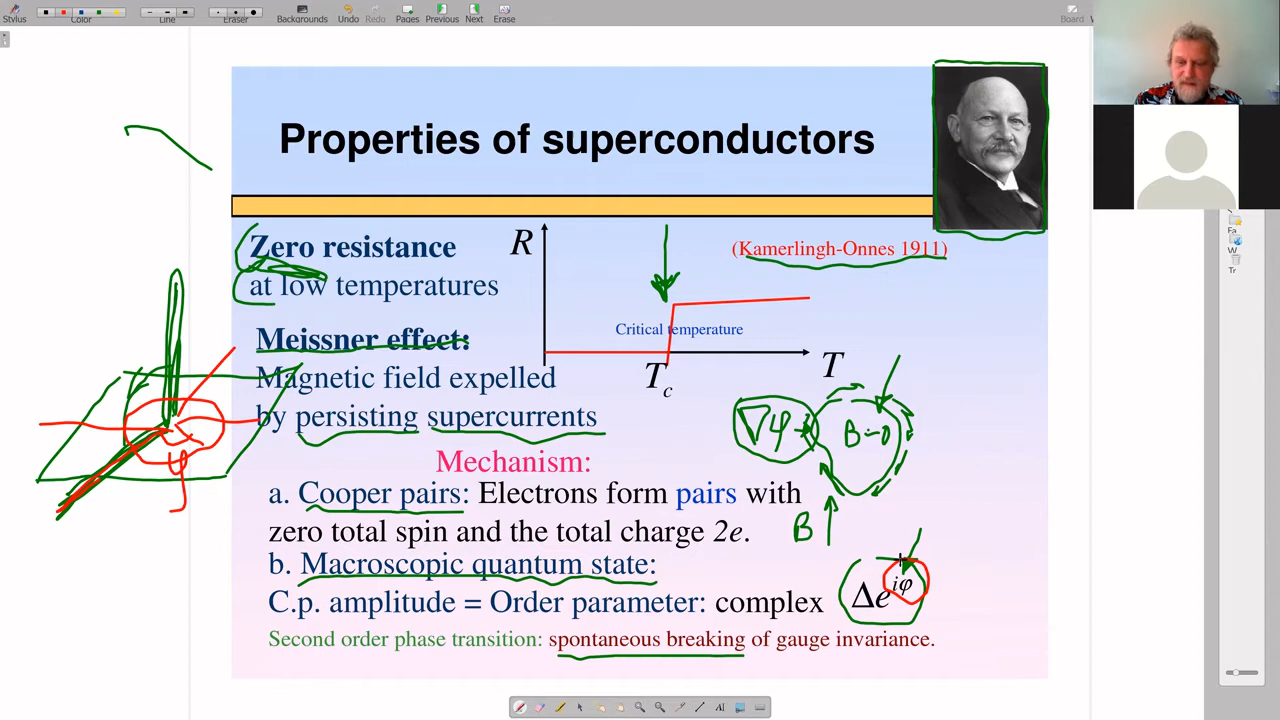 Stylus
Color
Line
Eraser
Backgrounds
Undo
Redo
Pages
Previous
Next
Erase
Board
Properties of superconductors
Zero resistance
at low temperatures
R
(Kamerlingh-Onnes 1911)
Critical temperature
T
Tc
Meissner effect:
Magnetic field expelled
by persisting supercurrents
∇φ
B=0
Mechanism:
a. Cooper pairs: Electrons form pairs with
zero total spin and the total charge 2e.
B
b. Macroscopic quantum state:
C.p. amplitude = Order parameter: complex Δe^{iφ}
Second order phase transition: spontaneous breaking of gauge invariance.
φ
Fa
W
Tr